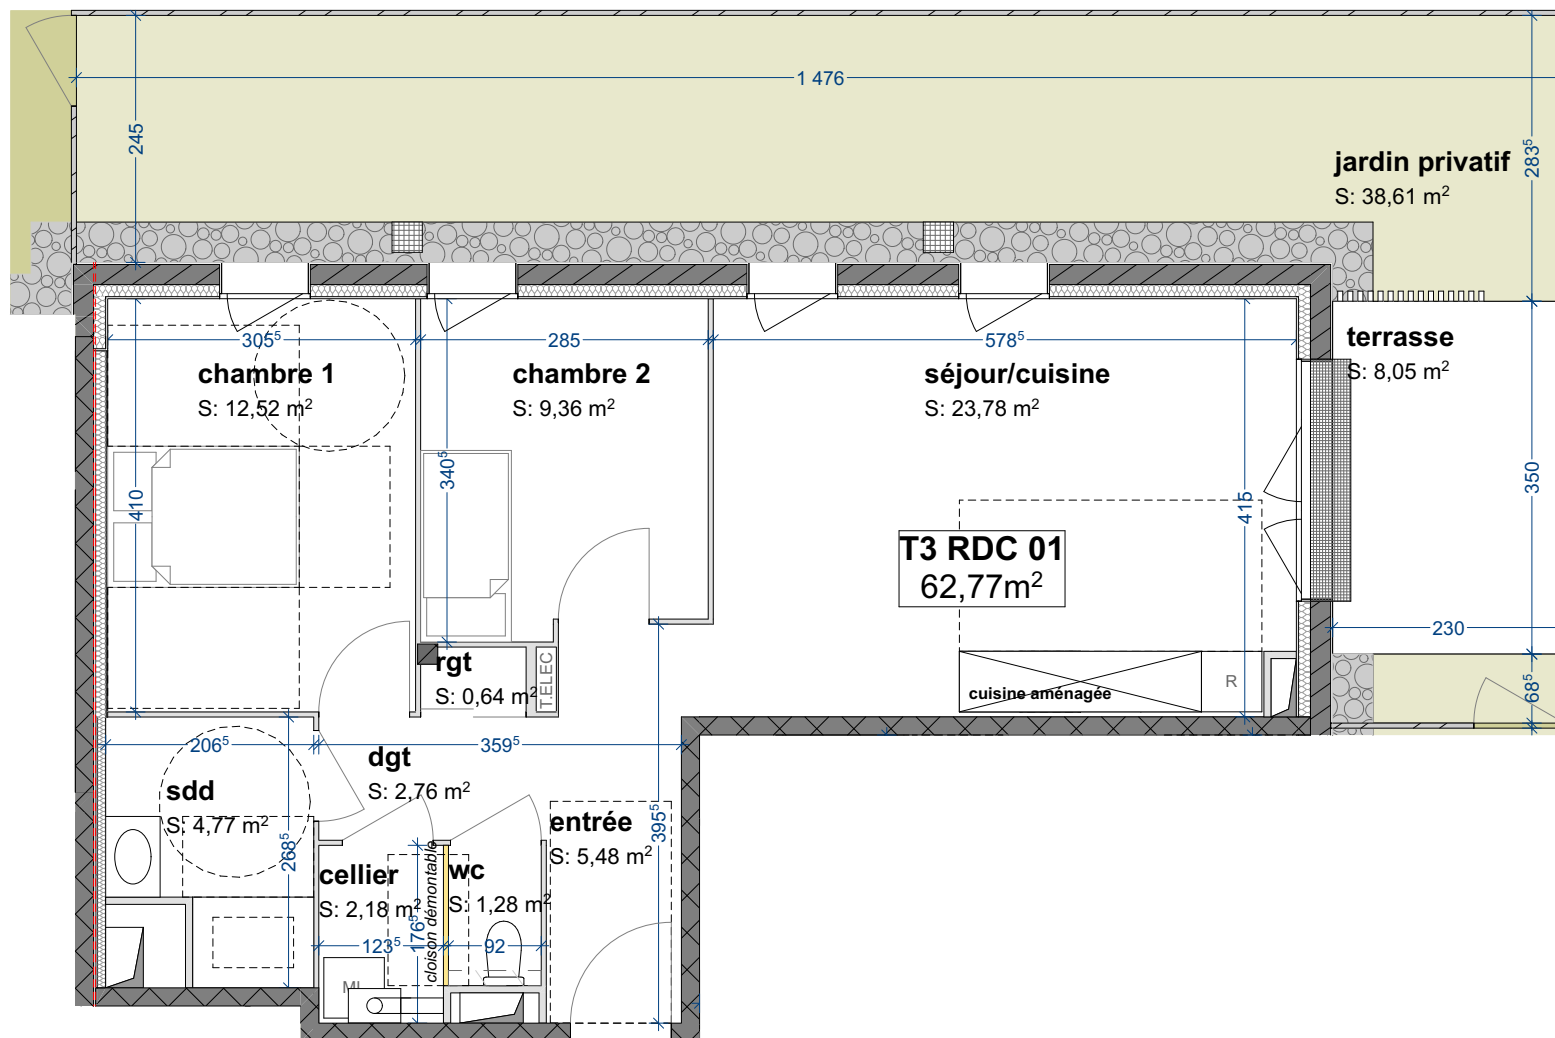 1 476
245
283⁵
jardin privatif
S: 38,61 m²
305⁵
285
578⁵
terrasse
S: 8,05 m²
chambre 1
S: 12,52 m²
chambre 2
S: 9,36 m²
séjour/cuisine
S: 23,78 m²
410
340⁵
415
350
T3 RDC 01
62,77m²
230
rgt
S: 0,64 m²
T.ELEC
cuisine aménagée
R
68⁵
206⁵
359⁵
dgt
S: 2,76 m²
sdd
S: 4,77 m²
268⁵
395⁵
entrée
S: 5,48 m²
cellier
S: 2,18 m²
cloison démontable
wc
S: 1,28 m²
176⁵
123⁵
92